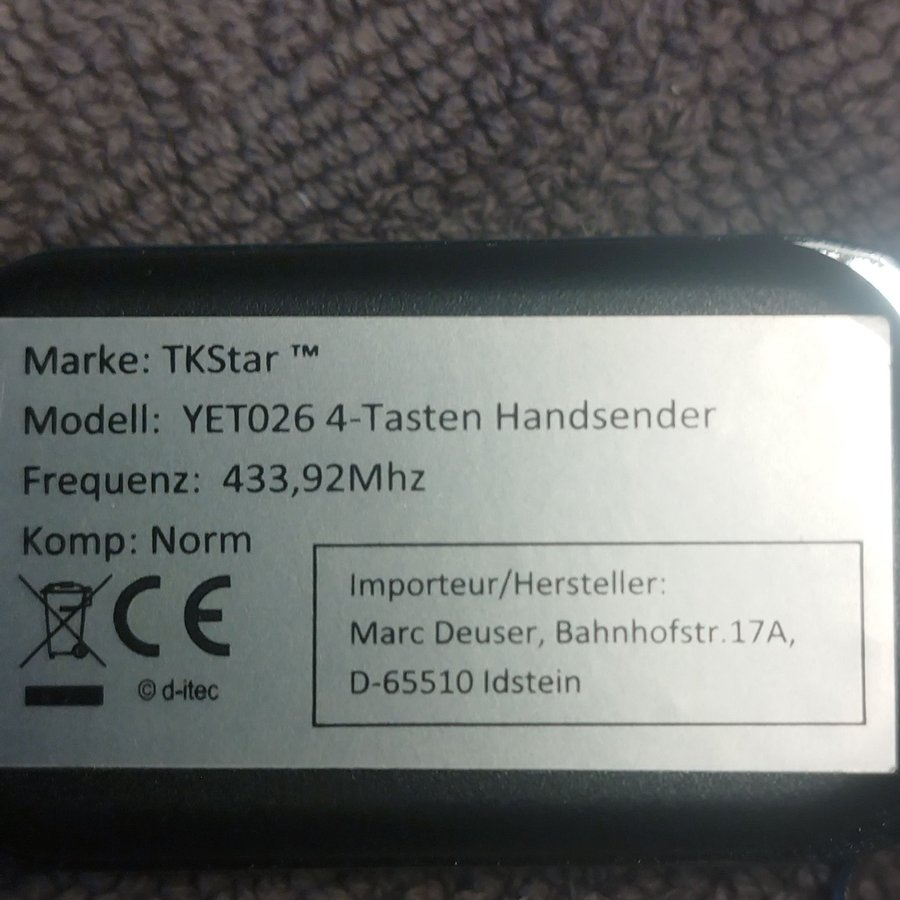 Marke: TKStar ™
Modell: YET026 4-Tasten Handsender
Frequenz: 433,92Mhz
Komp: Norm
CE
© d-itec
Importeur/Hersteller:
Marc Deuser, Bahnhofstr.17A,
D-65510 Idstein